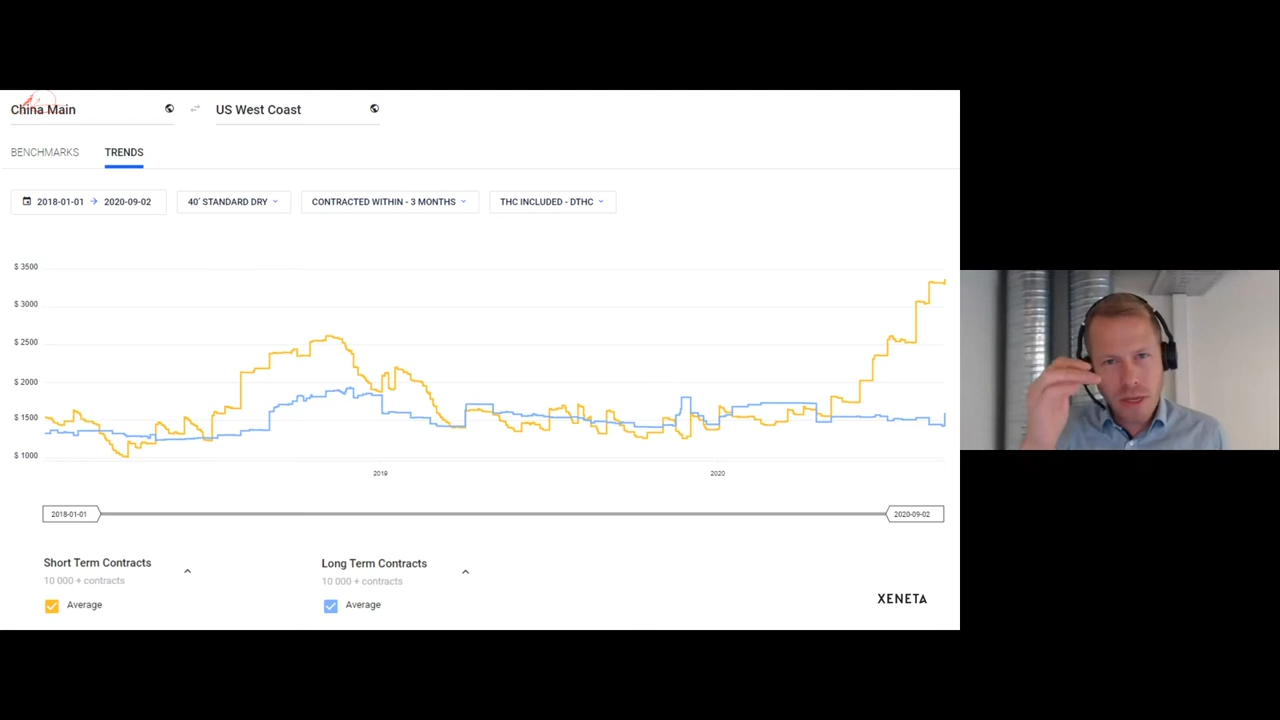 China Main US West Coast
BENCHMARKS TRENDS
2018-01-01 → 2020-09-02 40' STANDARD DRY CONTRACTED WITHIN - 3 MONTHS THC INCLUDED - DTHC
$ 3500
$ 3000
$ 2500
$ 2000
$ 1500
$ 1000
2019 2020
2018-01-01 2020-09-02
Short Term Contracts Long Term Contracts
10 000 + contracts 10 000 + contracts
Average Average
XENETA